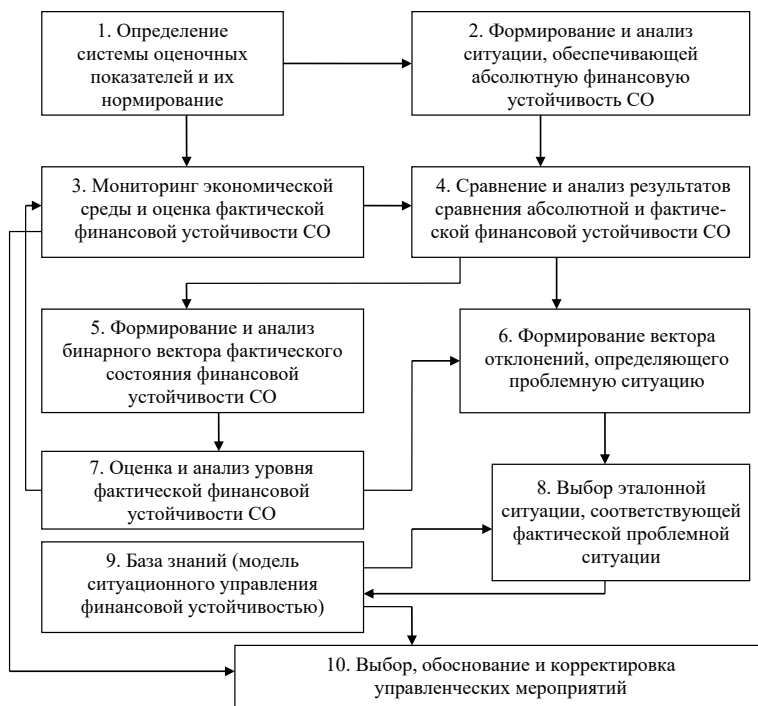 1. Определение
системы оценочных
показателей и их
нормирование
2. Формирование и анализ
ситуации, обеспечивающей
абсолютную финансовую
устойчивость СО
3. Мониторинг экономической
среды и оценка фактической
финансовой устойчивости СО
4. Сравнение и анализ результатов
сравнения абсолютной и фактиче-
ской финансовой устойчивости СО
5. Формирование и анализ
бинарного вектора фактического
состояния финансовой
устойчивости СО
6. Формирование вектора
отклонений, определяющего
проблемную ситуацию
7. Оценка и анализ уровня
фактической финансовой
устойчивости СО
8. Выбор эталонной
ситуации, соответствующей
фактической проблемной
ситуации
9. База знаний (модель
ситуационного управления
финансовой устойчивостью)
10. Выбор, обоснование и корректировка
управленческих мероприятий